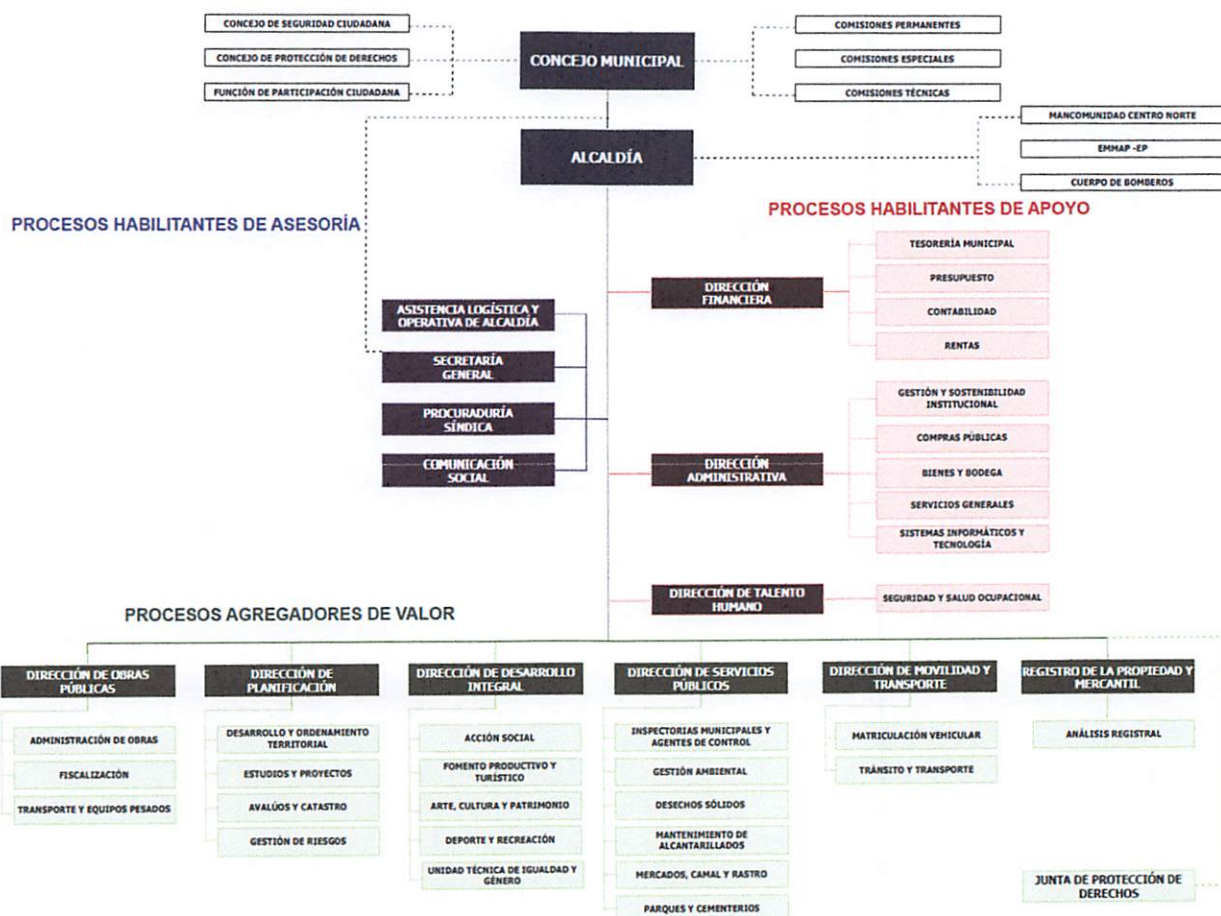 CONCEJO DE SEGURIDAD CIUDADANA
CONCEJO DE PROTECCIÓN DE DERECHOS
FUNCIÓN DE PARTICIPACIÓN CIUDADANA
CONCEJO MUNICIPAL
COMISIONES PERMANENTES
COMISIONES ESPECIALES
COMISIONES TÉCNICAS
ALCALDÍA
MANCOMUNIDAD CENTRO NORTE
EMMAP -EP
CUERPO DE BOMBEROS
PROCESOS HABILITANTES DE ASESORÍA
ASISTENCIA LOGÍSTICA Y
OPERATIVA DE ALCALDÍA
SECRETARÍA
GENERAL
PROCURADURÍA
SÍNDICA
COMUNICACIÓN
SOCIAL
PROCESOS HABILITANTES DE APOYO
DIRECCIÓN
FINANCIERA
TESORERÍA MUNICIPAL
PRESUPUESTO
CONTABILIDAD
RENTAS
DIRECCIÓN
ADMINISTRATIVA
GESTIÓN Y SOSTENIBILIDAD
INSTITUCIONAL
COMPRAS PÚBLICAS
BIENES Y BODEGA
SERVICIOS GENERALES
SISTEMAS INFORMÁTICOS Y
TECNOLOGÍA
DIRECCIÓN DE TALENTO
HUMANO
SEGURIDAD Y SALUD OCUPACIONAL
PROCESOS AGREGADORES DE VALOR
DIRECCIÓN DE OBRAS
PÚBLICAS
ADMINISTRACIÓN DE OBRAS
FISCALIZACIÓN
TRANSPORTE Y EQUIPOS PESADOS
DIRECCIÓN DE
PLANIFICACIÓN
DESARROLLO Y ORDENAMIENTO
TERRITORIAL
ESTUDIOS Y PROYECTOS
AVALÚOS Y CATASTRO
GESTIÓN DE RIESGOS
DIRECCIÓN DE DESARROLLO
INTEGRAL
ACCIÓN SOCIAL
FOMENTO PRODUCTIVO Y
TURÍSTICO
ARTE, CULTURA Y PATRIMONIO
DEPORTE Y RECREACIÓN
UNIDAD TÉCNICA DE IGUALDAD Y
GÉNERO
DIRECCIÓN DE SERVICIOS
PÚBLICOS
INSPECTORIAS MUNICIPALES Y
AGENTES DE CONTROL
GESTIÓN AMBIENTAL
DESECHOS SÓLIDOS
MANTENIMIENTO DE
ALCANTARILLADOS
MERCADOS, CAMAL Y RASTRO
PARQUES Y CEMENTERIOS
DIRECCIÓN DE MOVILIDAD Y
TRANSPORTE
MATRICULACIÓN VEHICULAR
TRÁNSITO Y TRANSPORTE
REGISTRO DE LA PROPIEDAD Y
MERCANTIL
ANÁLISIS REGISTRAL
JUNTA DE PROTECCIÓN DE
DERECHOS